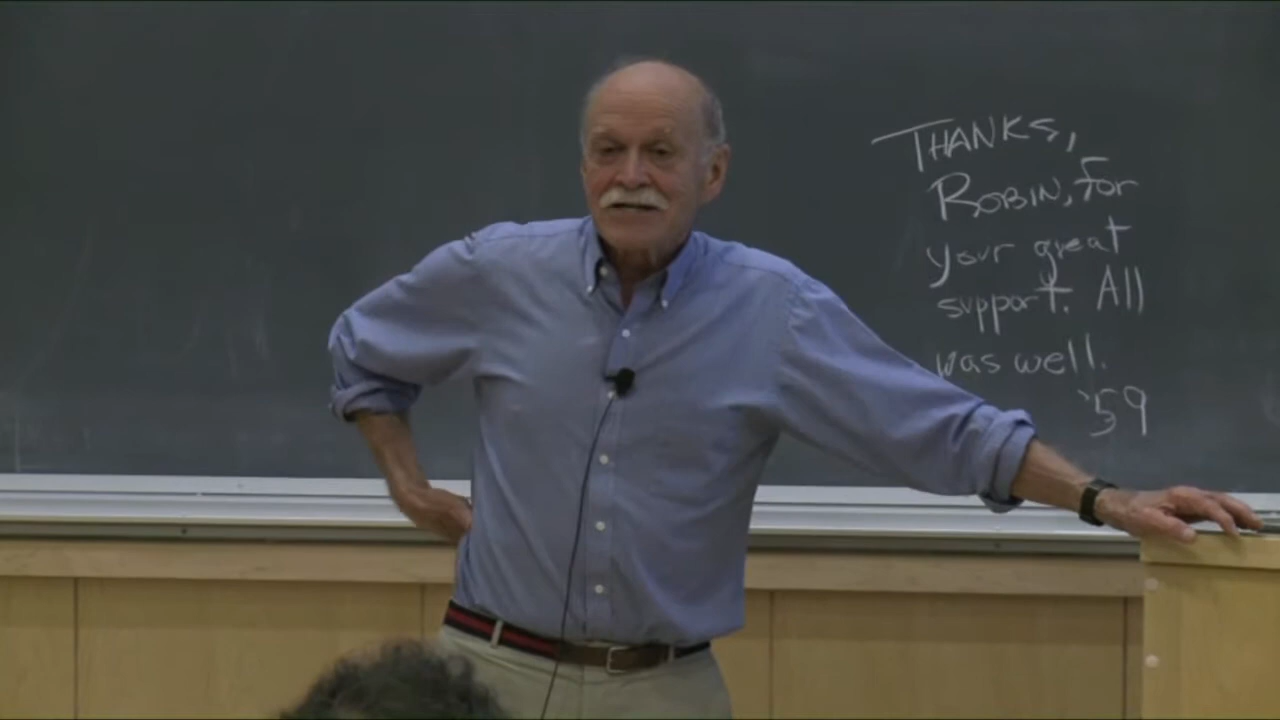 THANKS,
ROBIN, for
your great
support. All
was well.
'59